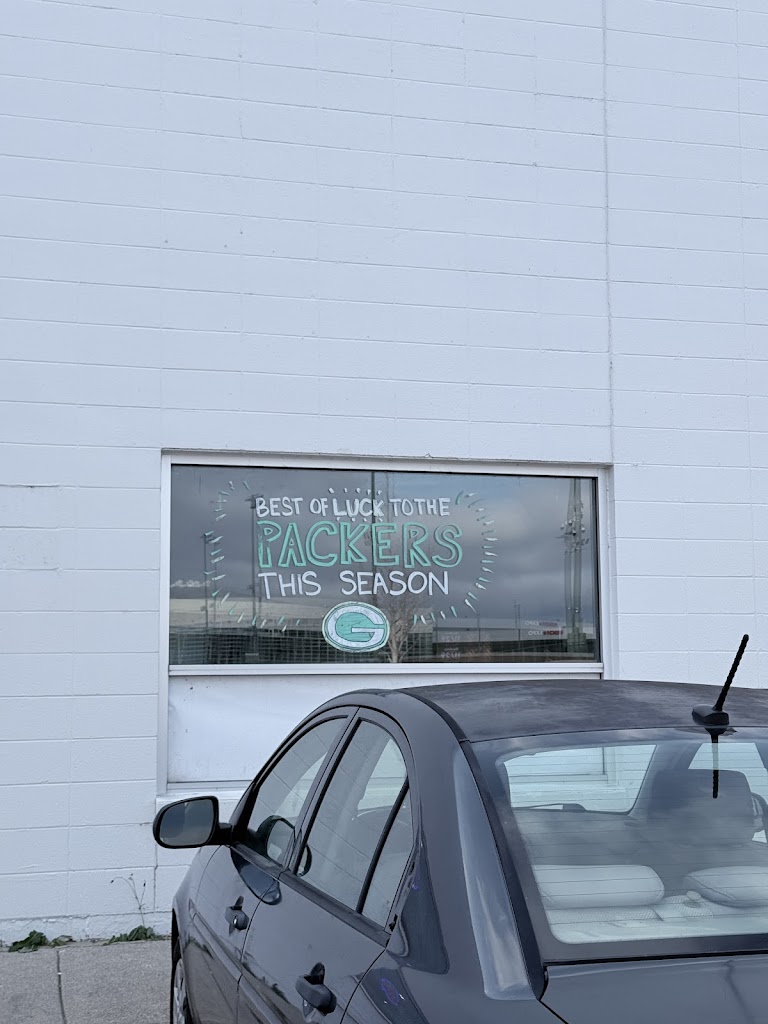 BEST OF LUCK TO THE
PACKERS
THIS SEASON
G